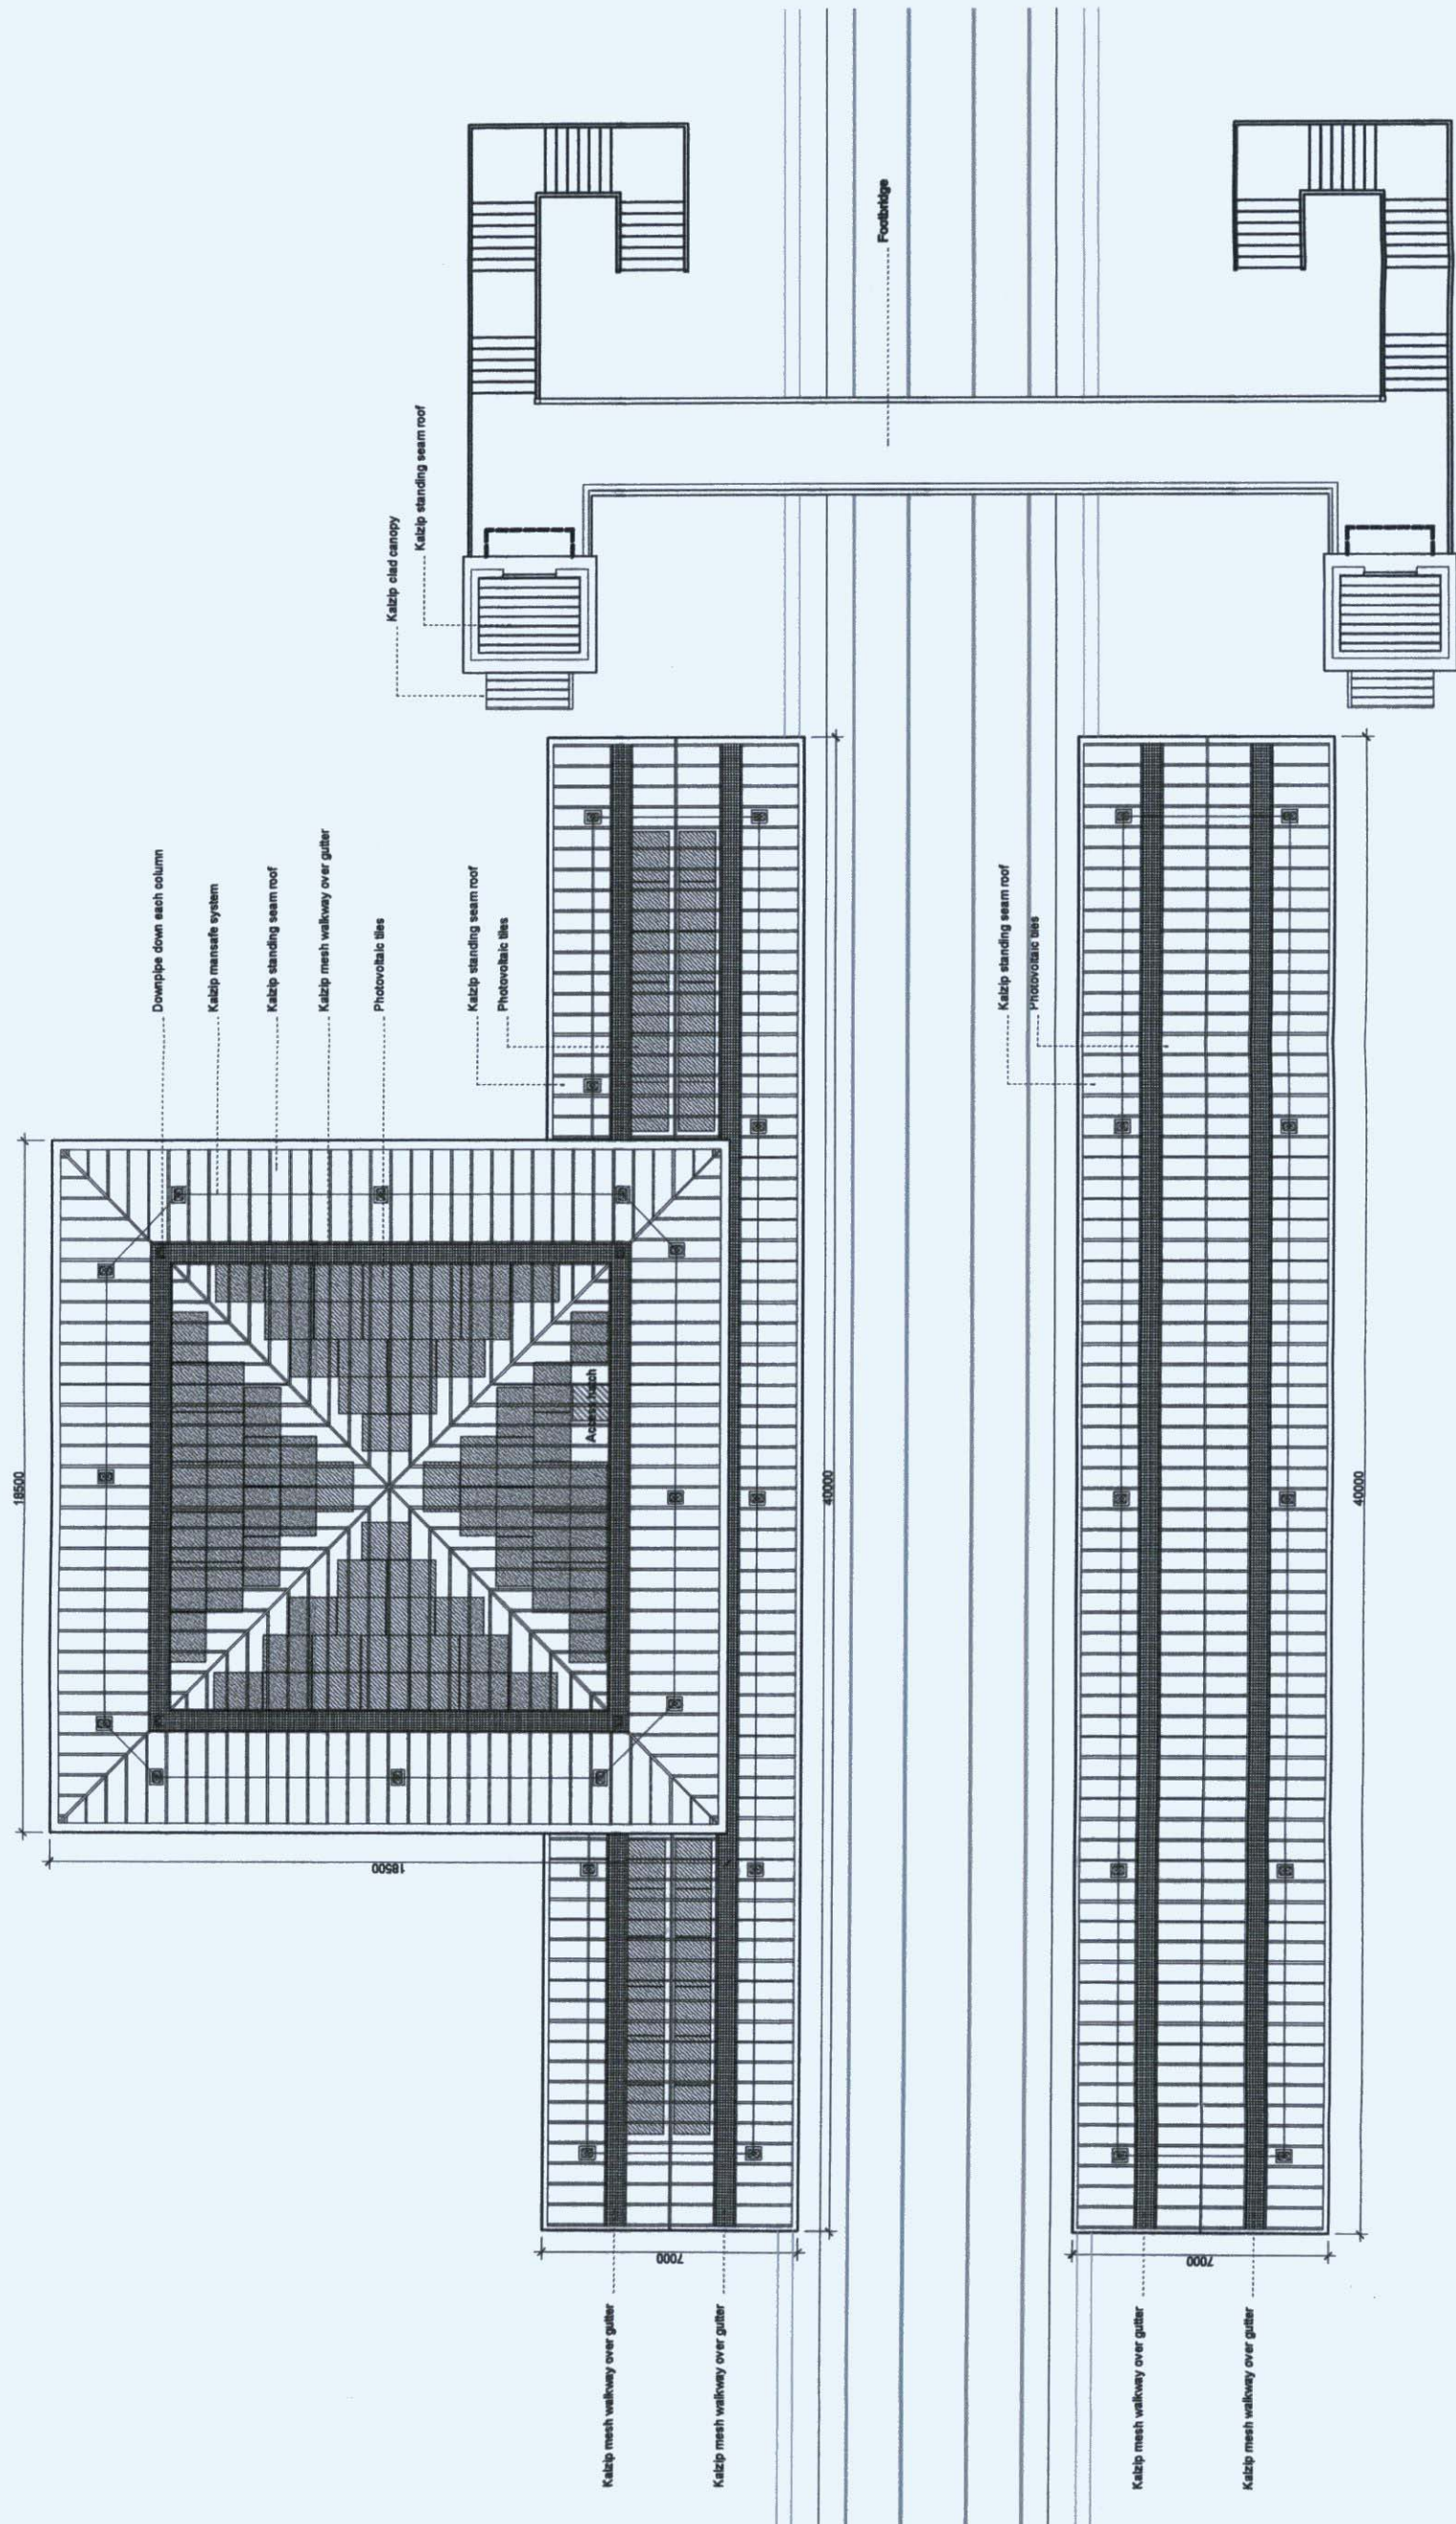 Footbridge
Kalzip standing seam roof
Kalzip clad canopy
Downpipe down each column
Kalzip mansafe system
Kalzip standing seam roof
Kalzip mesh walkway over gutter
Photovoltaic tiles
Kalzip standing seam roof
Photovoltaic tiles
Kalzip standing seam roof
Photovoltaic tiles
Access hatch
18500
18500
40000
40000
7000
7000
Kalzip mesh walkway over gutter
Kalzip mesh walkway over gutter
Kalzip mesh walkway over gutter
Kalzip mesh walkway over gutter